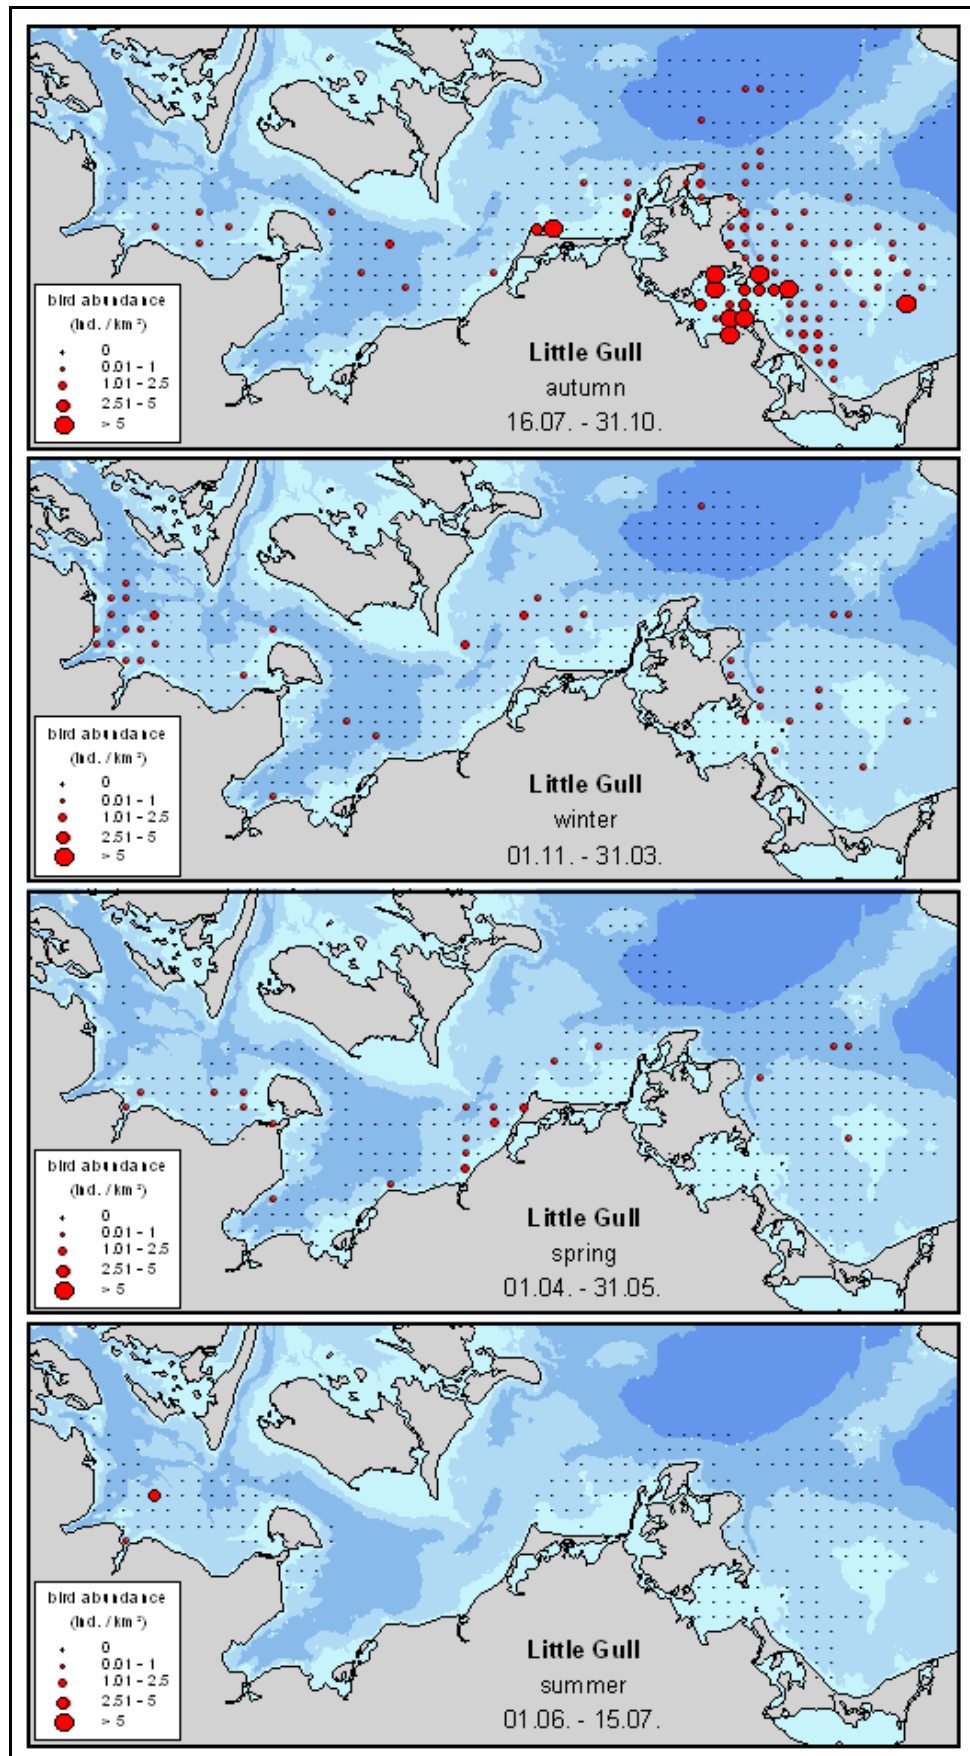 Little Gull
autumn
16.07. - 31.10.
bird abundance
(Ind. / km²)
0
0.01 - 1
1.01 - 2.5
2.51 - 5
> 5
Little Gull
winter
01.11. - 31.03.
bird abundance
(Ind. / km²)
0
0.01 - 1
1.01 - 2.5
2.51 - 5
> 5
Little Gull
spring
01.04. - 31.05.
bird abundance
(Ind. / km²)
0
0.01 - 1
1.01 - 2.5
2.51 - 5
> 5
Little Gull
summer
01.06. - 15.07.
bird abundance
(Ind. / km²)
0
0.01 - 1
1.01 - 2.5
2.51 - 5
> 5